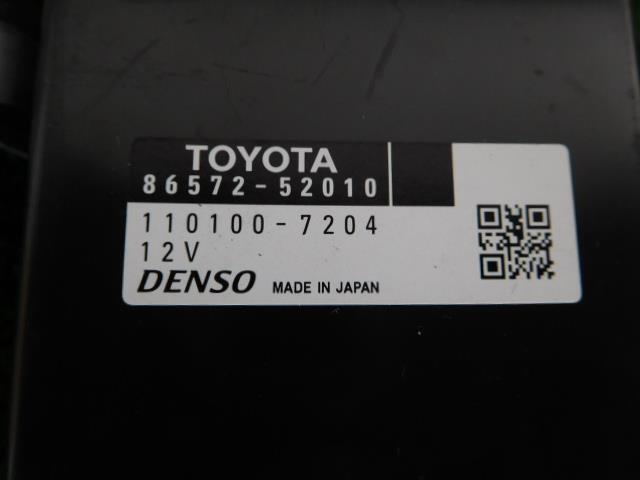 TOYOTA
86572-52010
110100-7204
12V
DENSO MADE IN JAPAN